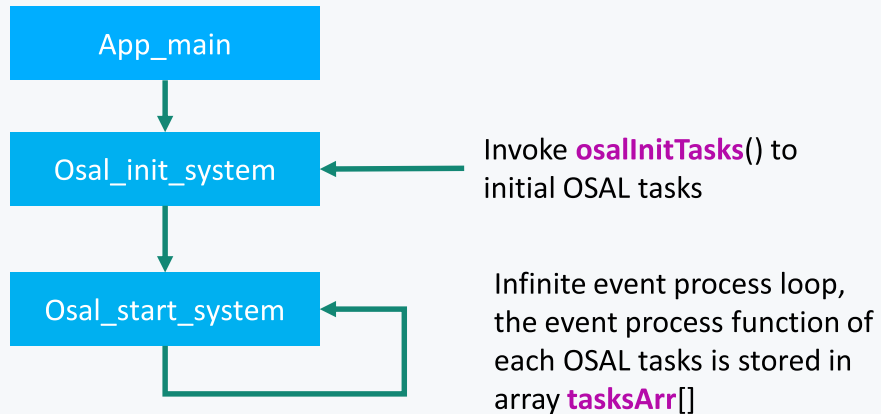 App_main
Osal_init_system
Invoke osalInitTasks() to
initial OSAL tasks
Osal_start_system
Infinite event process loop,
the event process function of
each OSAL tasks is stored in
array tasksArr[]